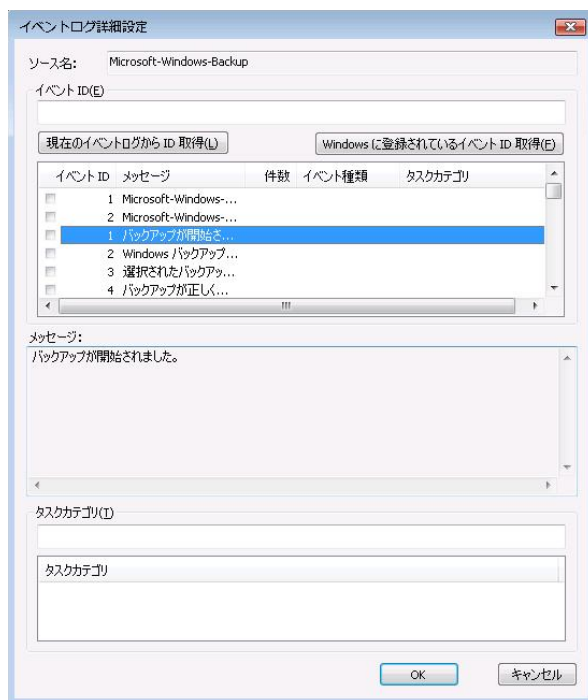 イベントログ詳細設定
ソース名: Microsoft-Windows-Backup
イベント ID(E)
現在のイベントログから ID 取得(L) Windows に登録されているイベント ID 取得(F)
イベント ID メッセージ 件数 イベント種類 タスクカテゴリ
1 Microsoft-Windows-...
2 Microsoft-Windows-...
1 バックアップが開始さ...
2 Windows バックアップ...
3 選択されたバックアッ...
4 バックアップが正しく...
メッセージ:
バックアップが開始されました。
タスクカテゴリ(T)
タスクカテゴリ
OK キャンセル